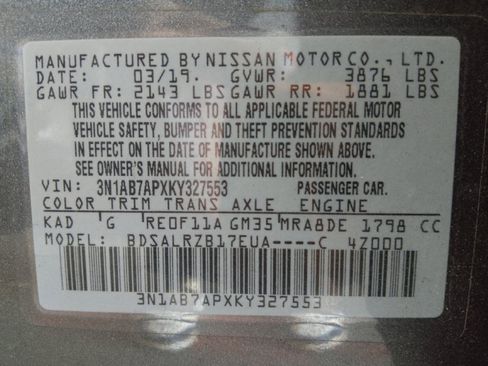 MANUFACTURED BY NISSAN MOTOR CO., LTD.
DATE: 03/19. GVWR: 3876 LBS
GAWR FR: 2143 LBS GAWR RR: 1881 LBS
THIS VEHICLE CONFORMS TO ALL APPLICABLE FEDERAL MOTOR
VEHICLE SAFETY, BUMPER AND THEFT PREVENTION STANDARDS
IN EFFECT ON THE DATE OF MANUFACTURE SHOWN ABOVE.
SEE OWNER'S MANUAL FOR ADDITIONAL INFORMATION.
VIN: 3N1AB7APXKY327553 PASSENGER CAR.
COLOR TRIM TRANS AXLE ENGINE
KAD G RE0F11A GM35 MRA8DE 1798 CC
MODEL: BDSALRZB17EUA----C 4Z000
3N1AB7APXKY327553